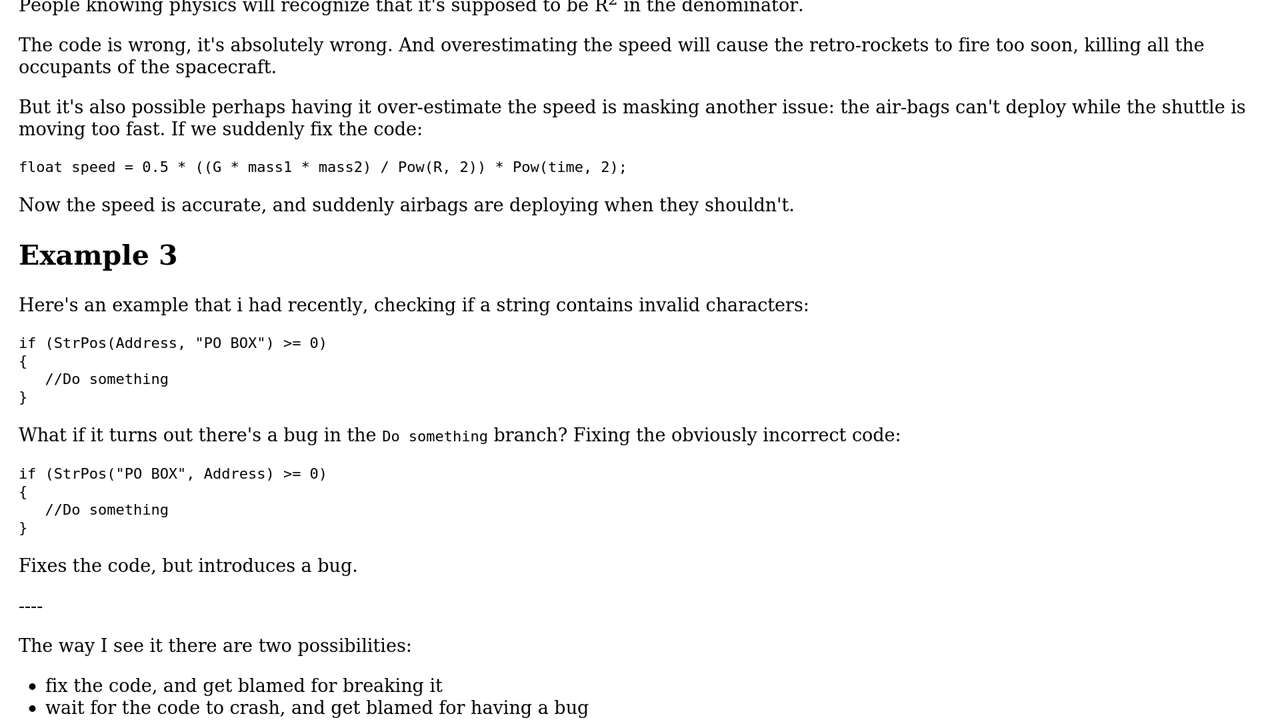 People knowing physics will recognize that it's supposed to be R² in the denominator.
The code is wrong, it's absolutely wrong. And overestimating the speed will cause the retro-rockets to fire too soon, killing all the
occupants of the spacecraft.
But it's also possible perhaps having it over-estimate the speed is masking another issue: the air-bags can't deploy while the shuttle is
moving too fast. If we suddenly fix the code:
float speed = 0.5 * ((G * mass1 * mass2) / Pow(R, 2)) * Pow(time, 2);
Now the speed is accurate, and suddenly airbags are deploying when they shouldn't.
Example 3
Here's an example that i had recently, checking if a string contains invalid characters:
if (StrPos(Address, "PO BOX") >= 0)
{
   //Do something
}
What if it turns out there's a bug in the Do something branch? Fixing the obviously incorrect code:
if (StrPos("PO BOX", Address) >= 0)
{
   //Do something
}
Fixes the code, but introduces a bug.
----
The way I see it there are two possibilities:
• fix the code, and get blamed for breaking it
• wait for the code to crash, and get blamed for having a bug